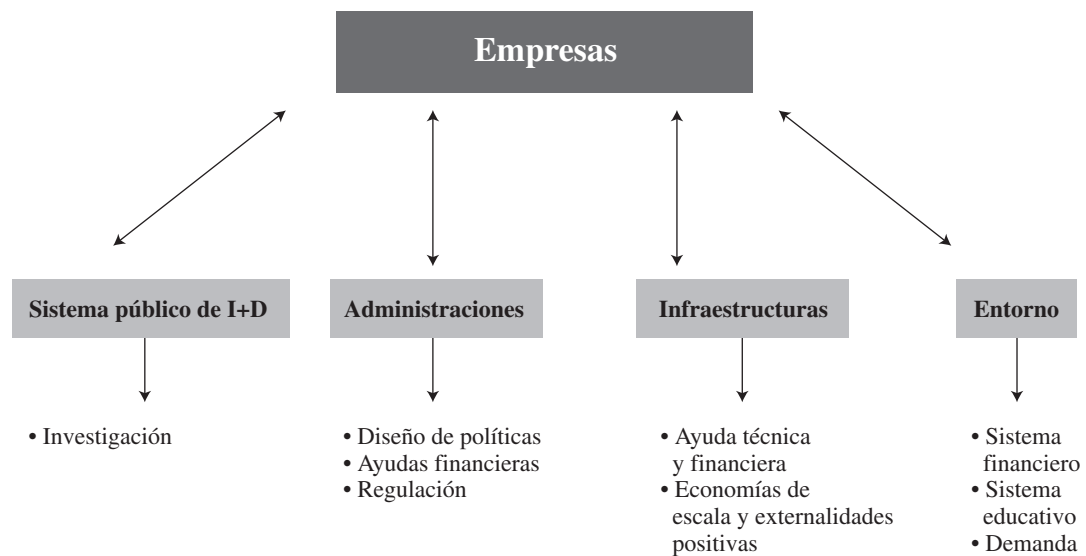 Empresas
Sistema público de I+D
Administraciones
Infraestructuras
Entorno
• Investigación
• Diseño de políticas
• Ayudas financieras
• Regulación
• Ayuda técnica
y financiera
• Economías de
escala y externalidades
positivas
• Sistema
financiero
• Sistema
educativo
• Demanda